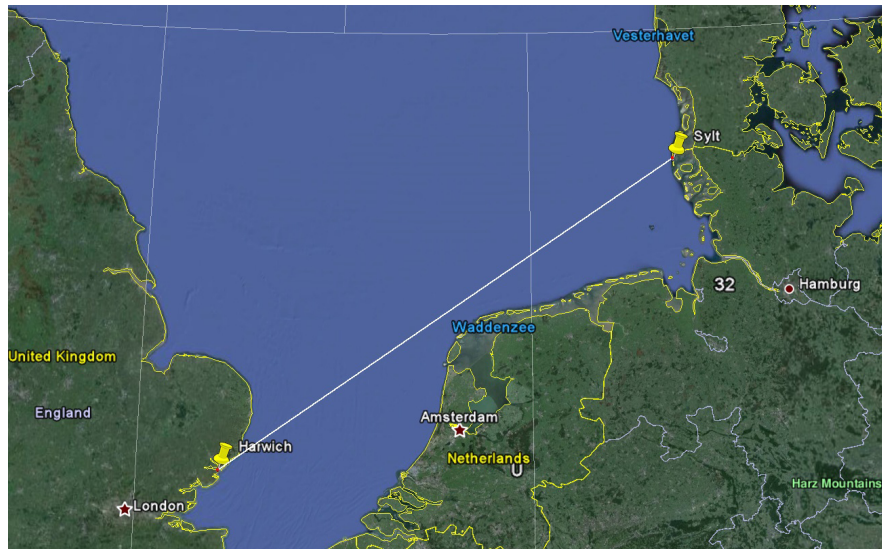 Vesterhavet
Sylt
32
Hamburg
Waddenzee
United Kingdom
England
Amsterdam
Harwich
Netherlands
U
Harz Mountains
London